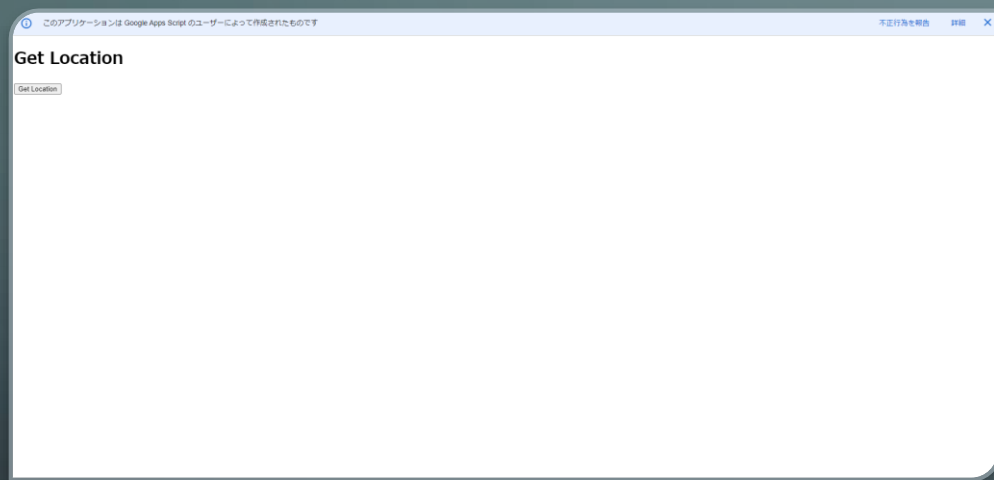 このアプリケーションは Google Apps Script のユーザーによって作成されたものです
不正行為を報告
詳細
Get Location
Get Location